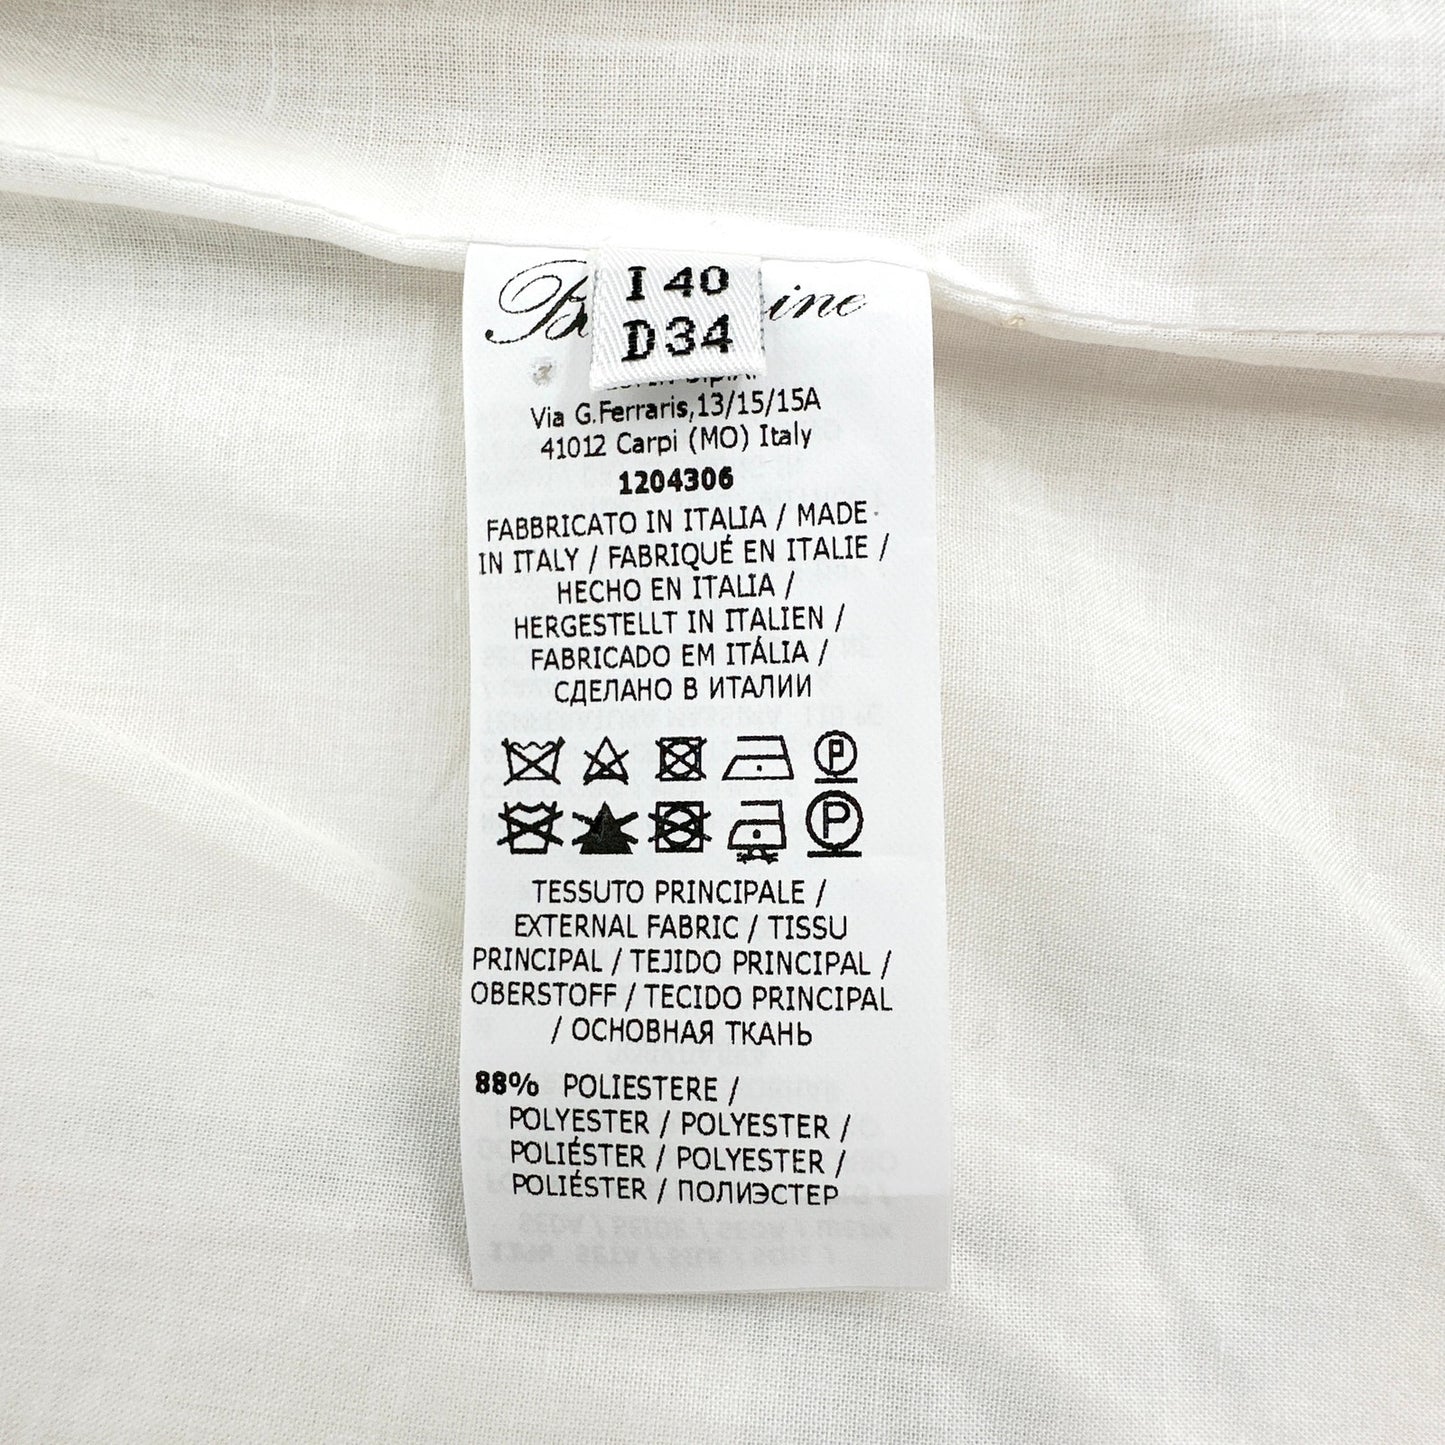 I 40
D 34
Via G.Ferraris,13/15/15A
41012 Carpi (MO) Italy
1204306
FABBRICATO IN ITALIA / MADE
IN ITALY / FABRIQUÉ EN ITALIE /
HECHO EN ITALIA /
HERGESTELLT IN ITALIEN /
FABRICADO EM ITÁLIA /
СДЕЛАНО В ИТАЛИИ
P
P
TESSUTO PRINCIPALE /
EXTERNAL FABRIC / TISSU
PRINCIPAL / TEJIDO PRINCIPAL /
OBERSTOFF / TECIDO PRINCIPAL
/ ОСНОВНАЯ ТКАНЬ
88% POLIESTERE /
POLYESTER / POLYESTER /
POLIÉSTER / POLYESTER /
POLIÉSTER / ПОЛИЭСТЕР